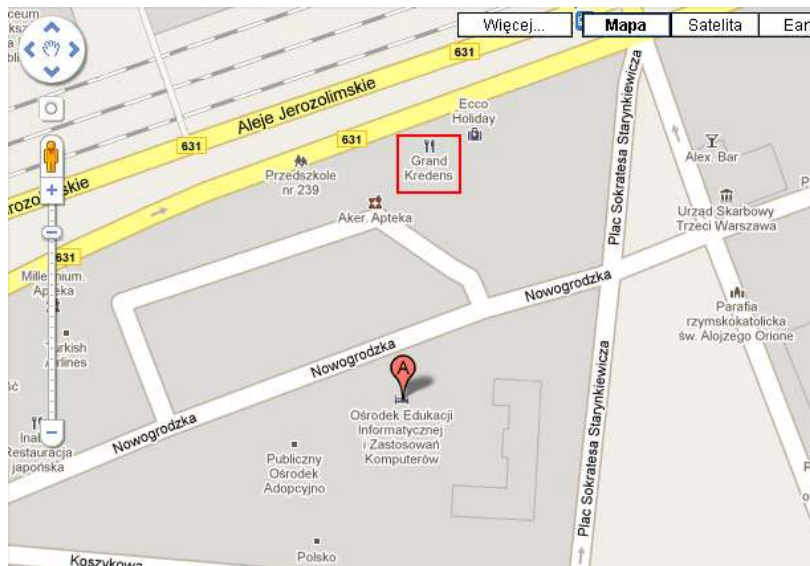 Więcej...
Mapa
Satelita
Ear
631
Aleje Jerozolimskie
631
631
631
Ecco
Holiday
Grand
Kredens
Przedszkole
nr 239
Aker. Apteka
Plac Sokratesa Starynkiewicza
Alex. Bar
Urząd Skarbowy
Trzeci Warszawa
Nowogrodzka
Parafia
rzymskokatolicka
św. Alojzego Orione
Nowogrodzka
A
Ośrodek Edukacji
Informatycznej
i Zastosowań
Komputerów
Nowogrodzka
Restauracja
japońska
Publiczny
Ośrodek
Adopcyjno
Plac Sokratesa Starynkiewicza
Polsko
Koszykowa